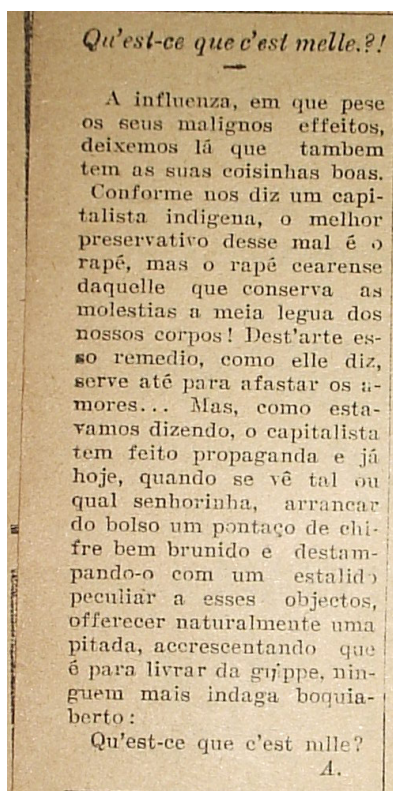 Qu'est-ce que c'est melle.?!
A influenza, em que pese
os seus malignos effeitos,
deixemos lá que tambem
tem as suas coisinhas boas.
Conforme nos diz um capi-
talista indigena, o melhor
preservativo desse mal é o
rapé, mas o rapé cearense
daquelle que conserva as
molestias a meia legua dos
nossos corpos! Dest'arte es-
so remedio, como elle diz,
serve até para afastar os a-
mores... Mas, como esta-
vamos dizendo, o capitalista
tem feito propaganda e já
hoje, quando se vê tal ou
qual senhorinha, arrancar
do bolso um pontaço de chi-
fre bem brunido e destam-
pando-o com um estalido
peculiar a esses objectos,
offerecer naturalmente uma
pitada, accrescentando que
é para livrar da grippe, nin-
guem mais indaga boquia-
berto:
Qu'est-ce que c'est mlle?
A.